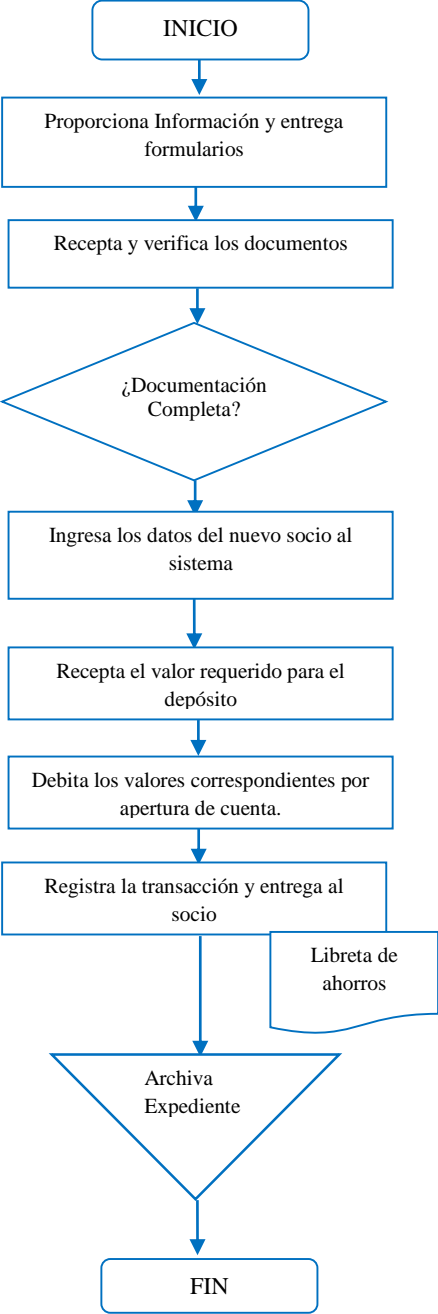 INICIO
Proporciona Información y entrega
formularios
Recepta y verifica los documentos
¿Documentación
Completa?
Ingresa los datos del nuevo socio al
sistema
Recepta el valor requerido para el
depósito
Debita los valores correspondientes por
apertura de cuenta.
Registra la transacción y entrega al
socio
Libreta de
ahorros
Archiva
Expediente
FIN